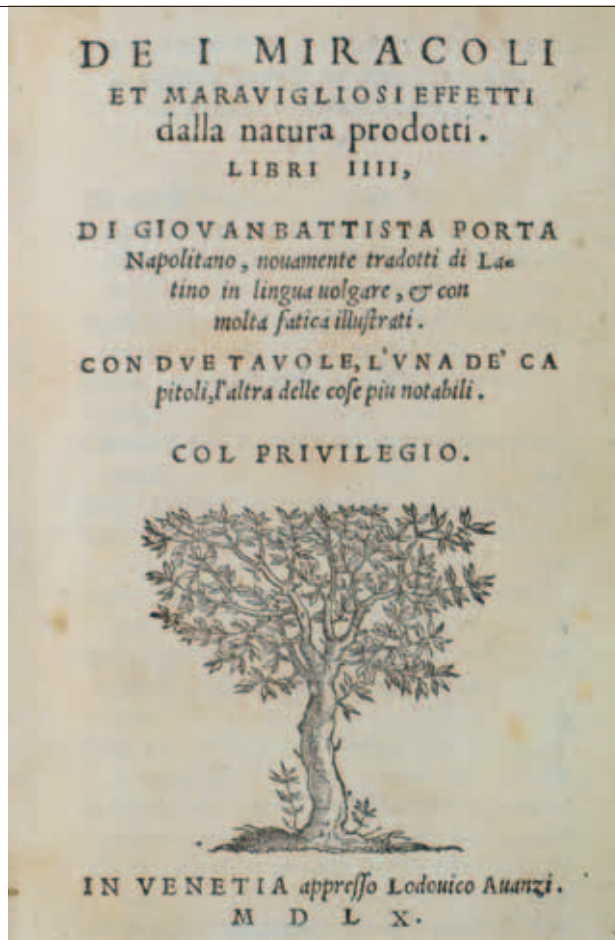 DE I MIRACOLI
ET MARAVIGLIOSI EFFETTI
dalla natura prodotti.
LIBRI IIII,
DI GIOVANBATTISTA PORTA
Napolitano, nouamente tradotti di La-
tino in lingua uolgare, & con
molta fatica illuſtrati.
CON DVE TAVOLE, L'VNA DE' CA
pitoli, l'altra delle coſe piu notabili.
COL PRIVILEGIO.
IN VENETIA appreſſo Lodouico Auanzi.
M D L X.